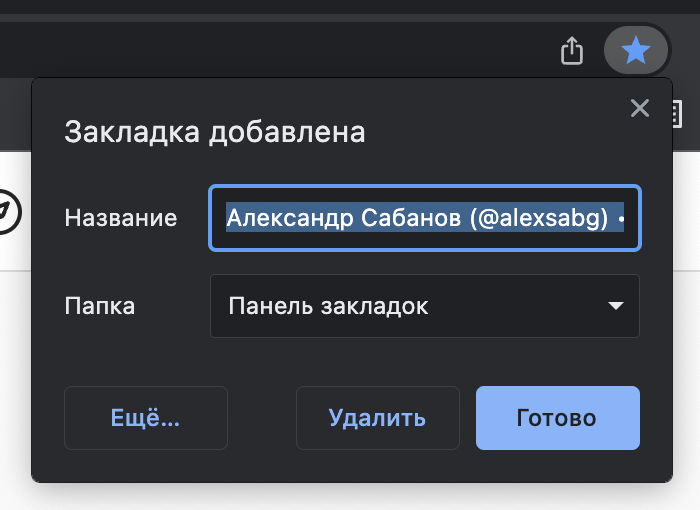 Закладка добавлена
Название
Александр Сабанов (@alexsabg) •
Папка
Панель закладок
Ещё...
Удалить
Готово